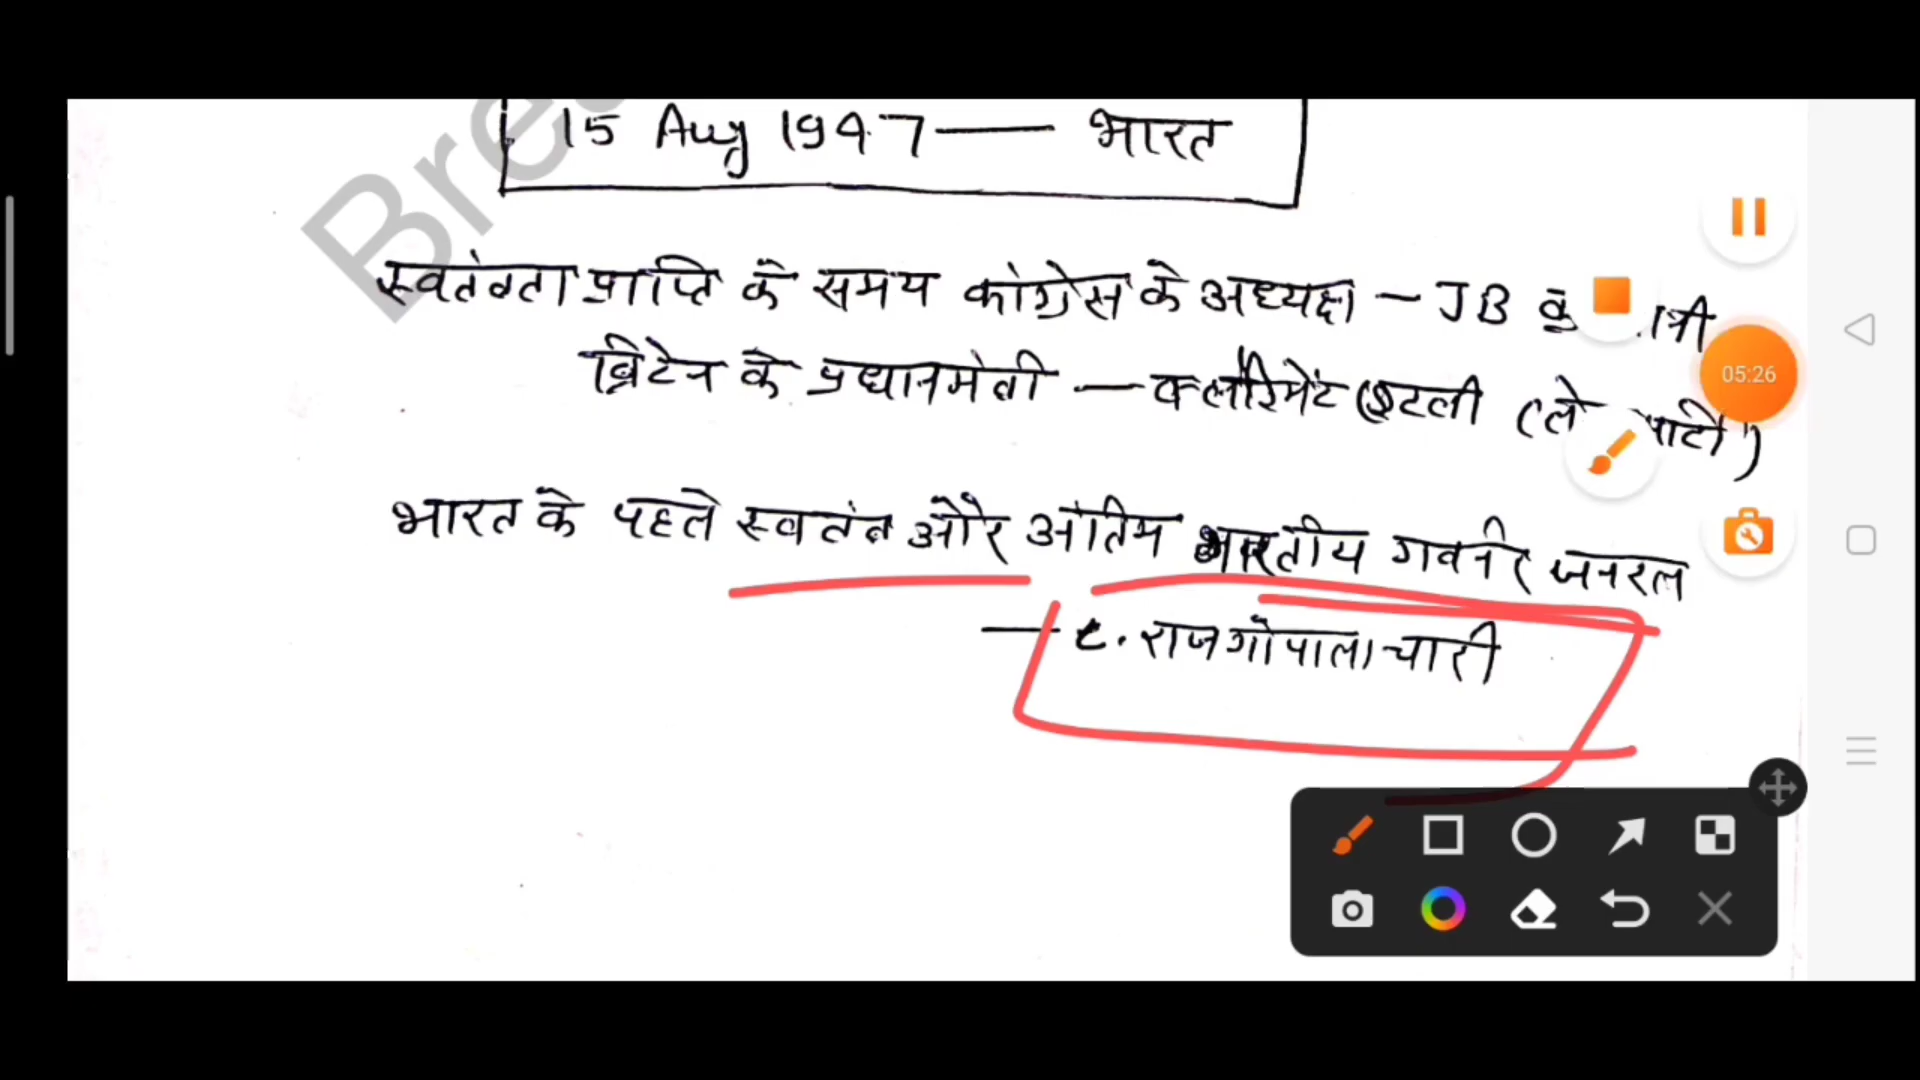 Bre
15 Aug 1947 — भारत
स्वतंत्रता प्राप्ति के समय कांग्रेस के अध्यक्ष – JB
ब्रिटेन के प्रधानमंत्री — क्लीमेंट एटली (ले पार्टी)
05:26
भारत के पहले स्वतंत्र और अंतिम भारतीय गवर्नर जनरल
— C. राजगोपालाचारी